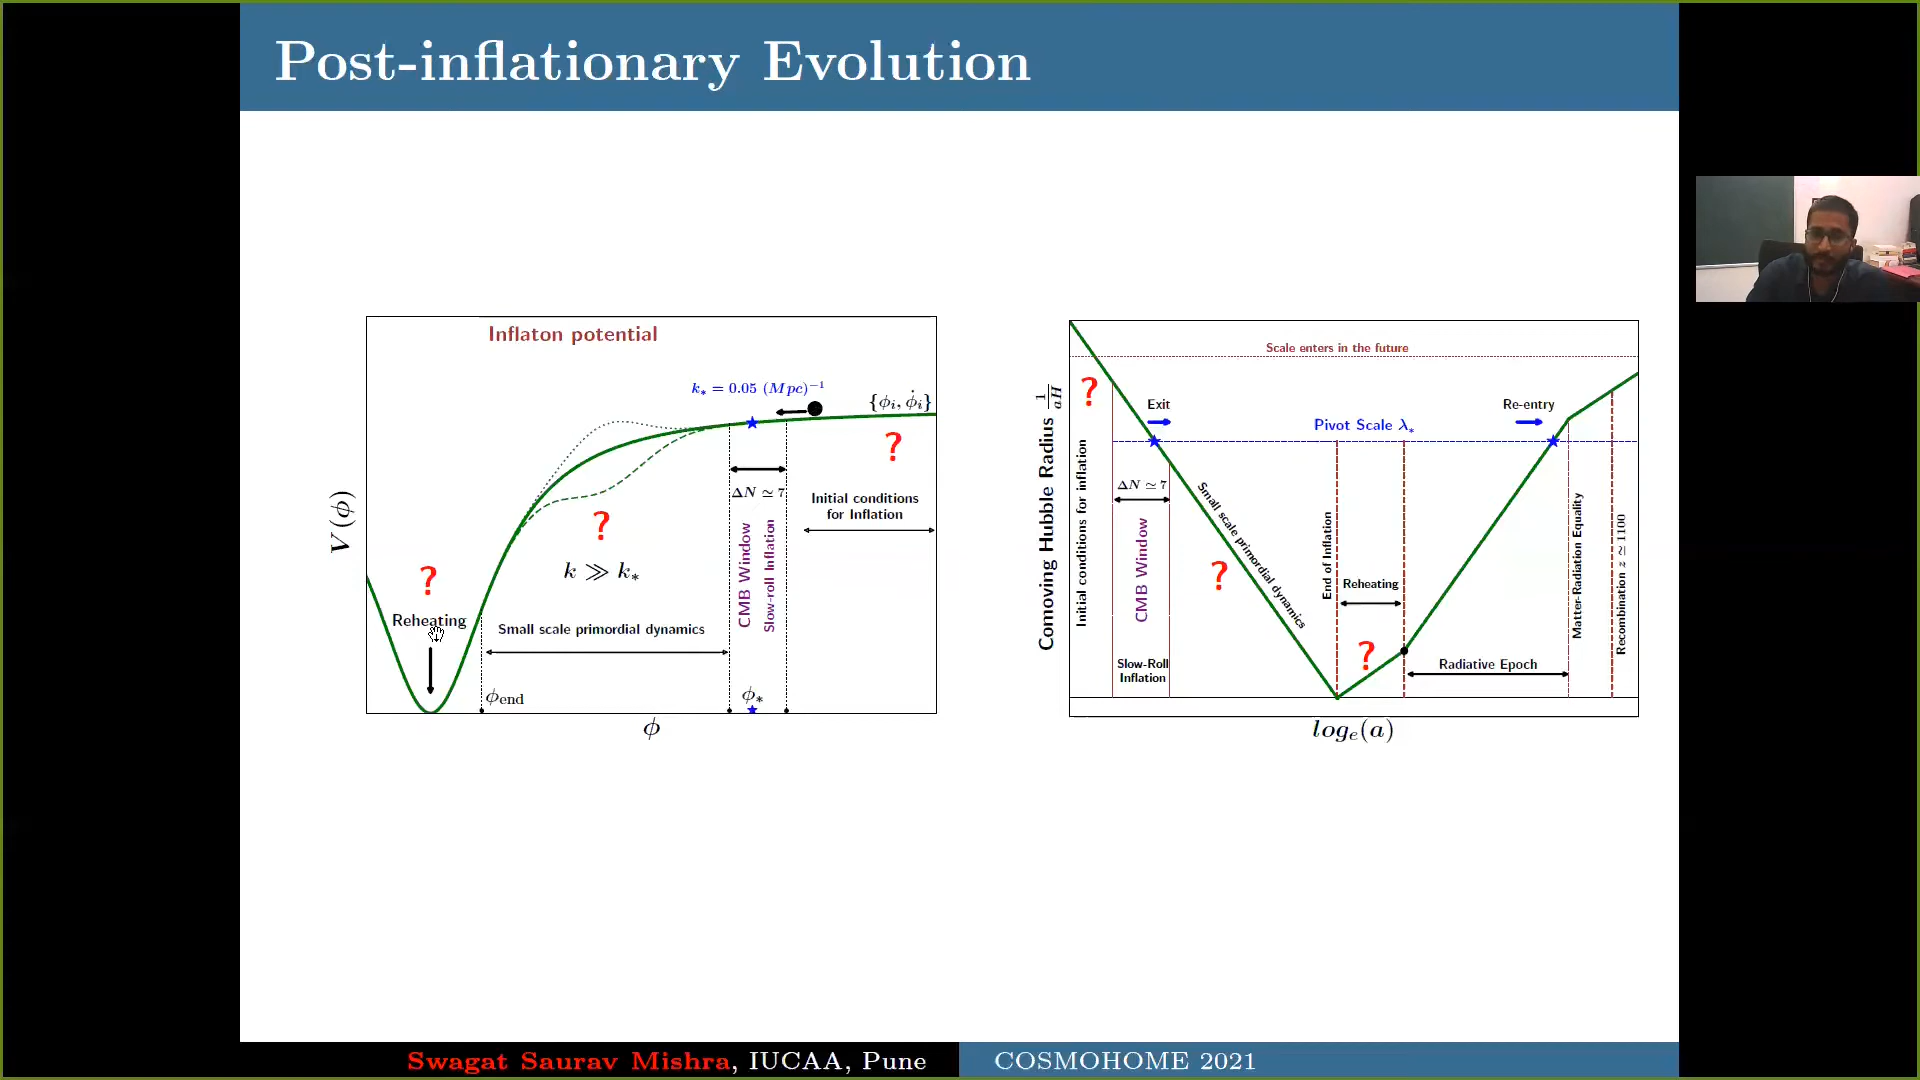 Post-inflationary Evolution
Inflaton potential
k* = 0.05 (Mpc)⁻¹
{ϕᵢ, ϕ̇ᵢ}
?
?
?
ΔN ≃ 7
Initial conditions
for Inflation
V(ϕ)
k ≫ k*
CMB Window
Slow-roll Inflation
Reheating
Small scale primordial dynamics
ϕend
ϕ*
ϕ
Scale enters in the future
?
Exit
Re-entry
Pivot Scale λ*
Comoving Hubble Radius 1/aH
Initial conditions for inflation
ΔN ≃ 7
CMB Window
Small scale primordial dynamics
?
End of Inflation
Reheating
?
Slow-Roll
Inflation
Radiative Epoch
Mater-Radiation Equality
Recombination z ≃ 1100
logₑ(a)
Swagat Saurav Mishra, IUCAA, Pune
COSMOHOME 2021